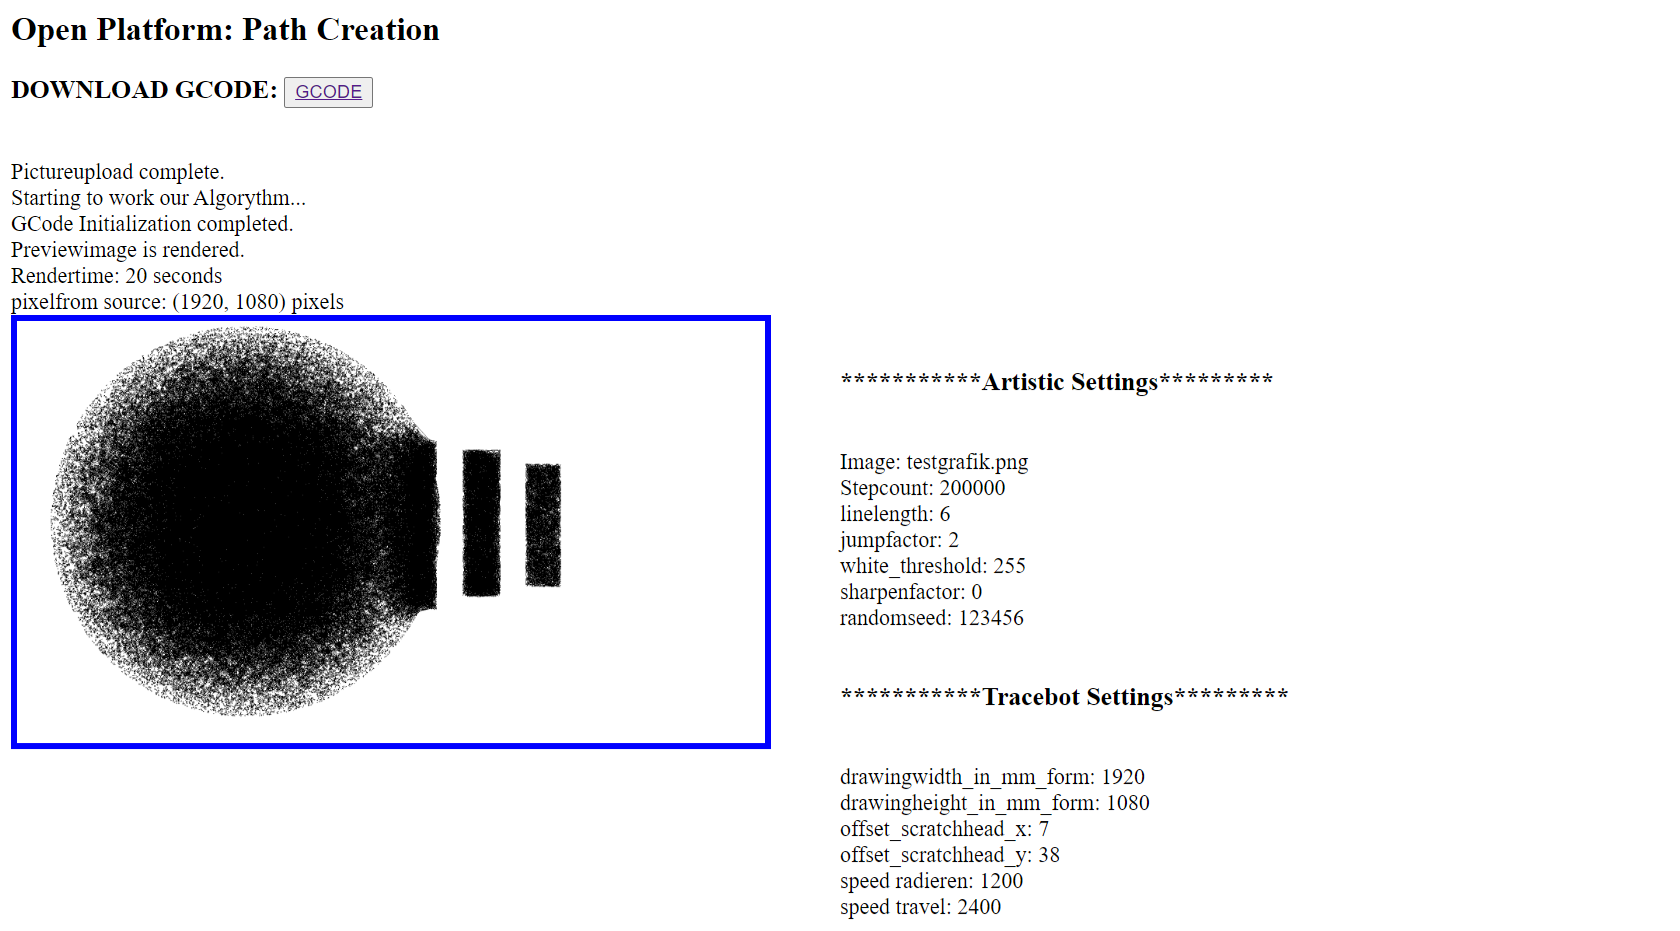 Open Platform: Path Creation
DOWNLOAD GCODE: GCODE
Pictureupload complete.
Starting to work our Algorythm...
GCode Initialization completed.
Previewimage is rendered.
Rendertime: 20 seconds
pixelfrom source: (1920, 1080) pixels
***********Artistic Settings*********
Image: testgrafik.png
Stepcount: 200000
linelength: 6
jumpfactor: 2
white_threshold: 255
sharpenfactor: 0
randomseed: 123456
***********Tracebot Settings*********
drawingwidth_in_mm_form: 1920
drawingheight_in_mm_form: 1080
offset_scratchhead_x: 7
offset_scratchhead_y: 38
speed radieren: 1200
speed travel: 2400